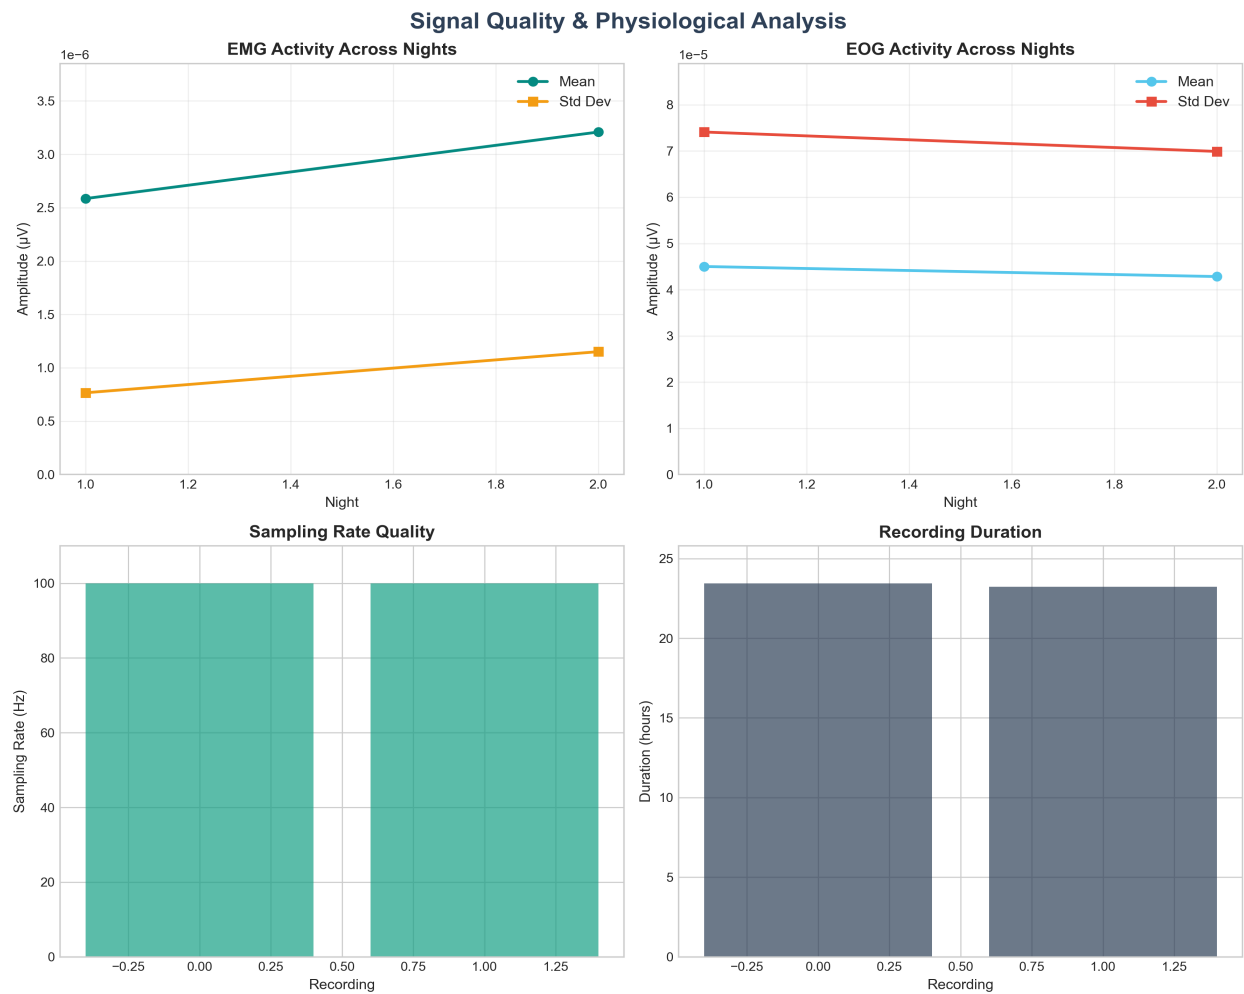 Signal Quality & Physiological Analysis
EMG Activity Across Nights
1e−6
Mean
Std Dev
3.5
3.0
2.5
2.0
1.5
1.0
0.5
0.0
Amplitude (μV)
1.0 1.2 1.4 1.6 1.8 2.0
Night
EOG Activity Across Nights
1e−5
Mean
Std Dev
8
7
6
5
4
3
2
1
0
Amplitude (μV)
1.0 1.2 1.4 1.6 1.8 2.0
Night
Sampling Rate Quality
100
80
60
40
20
0
Sampling Rate (Hz)
−0.25 0.00 0.25 0.50 0.75 1.00 1.25
Recording
Recording Duration
25
20
15
10
5
0
Duration (hours)
−0.25 0.00 0.25 0.50 0.75 1.00 1.25
Recording